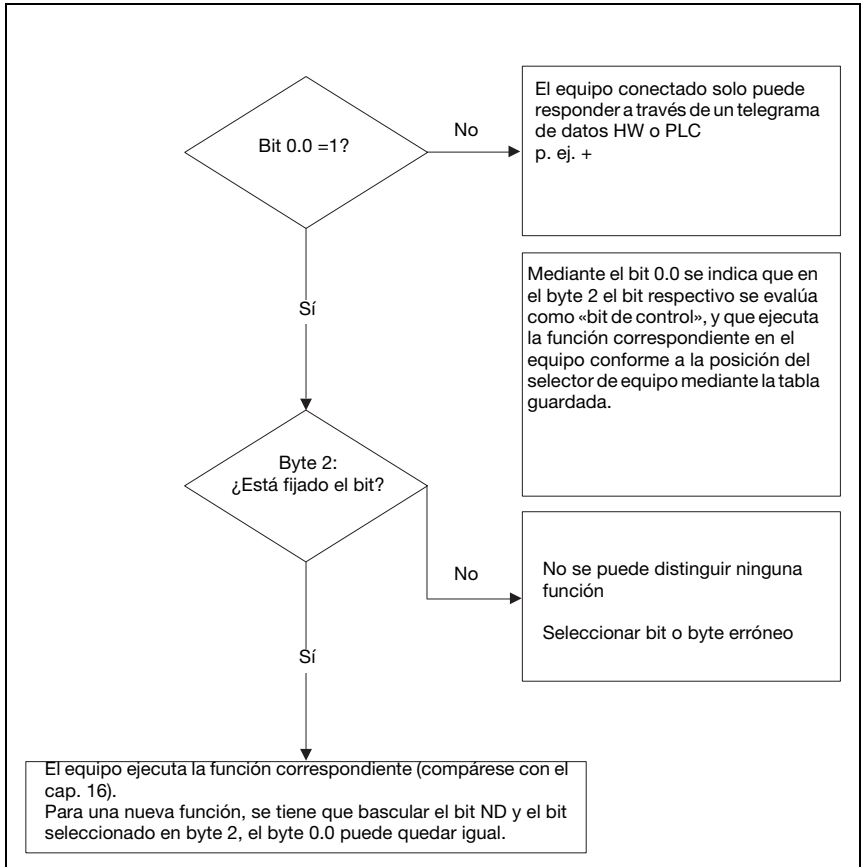 Bit 0.0 =1?
No
El equipo conectado solo puede
responder a través de un telegrama
de datos HW o PLC
p. ej. +
Mediante el bit 0.0 se indica que en
el byte 2 el bit respectivo se evalúa
como «bit de control», y que ejecuta
la función correspondiente en el
equipo conforme a la posición del
selector de equipo mediante la tabla
guardada.
Sí
Byte 2:
¿Está fijado el bit?
No
No se puede distinguir ninguna
función
Seleccionar bit o byte erróneo
Sí
El equipo ejecuta la función correspondiente (compárese con el
cap. 16).
Para una nueva función, se tiene que bascular el bit ND y el bit
seleccionado en byte 2, el byte 0.0 puede quedar igual.